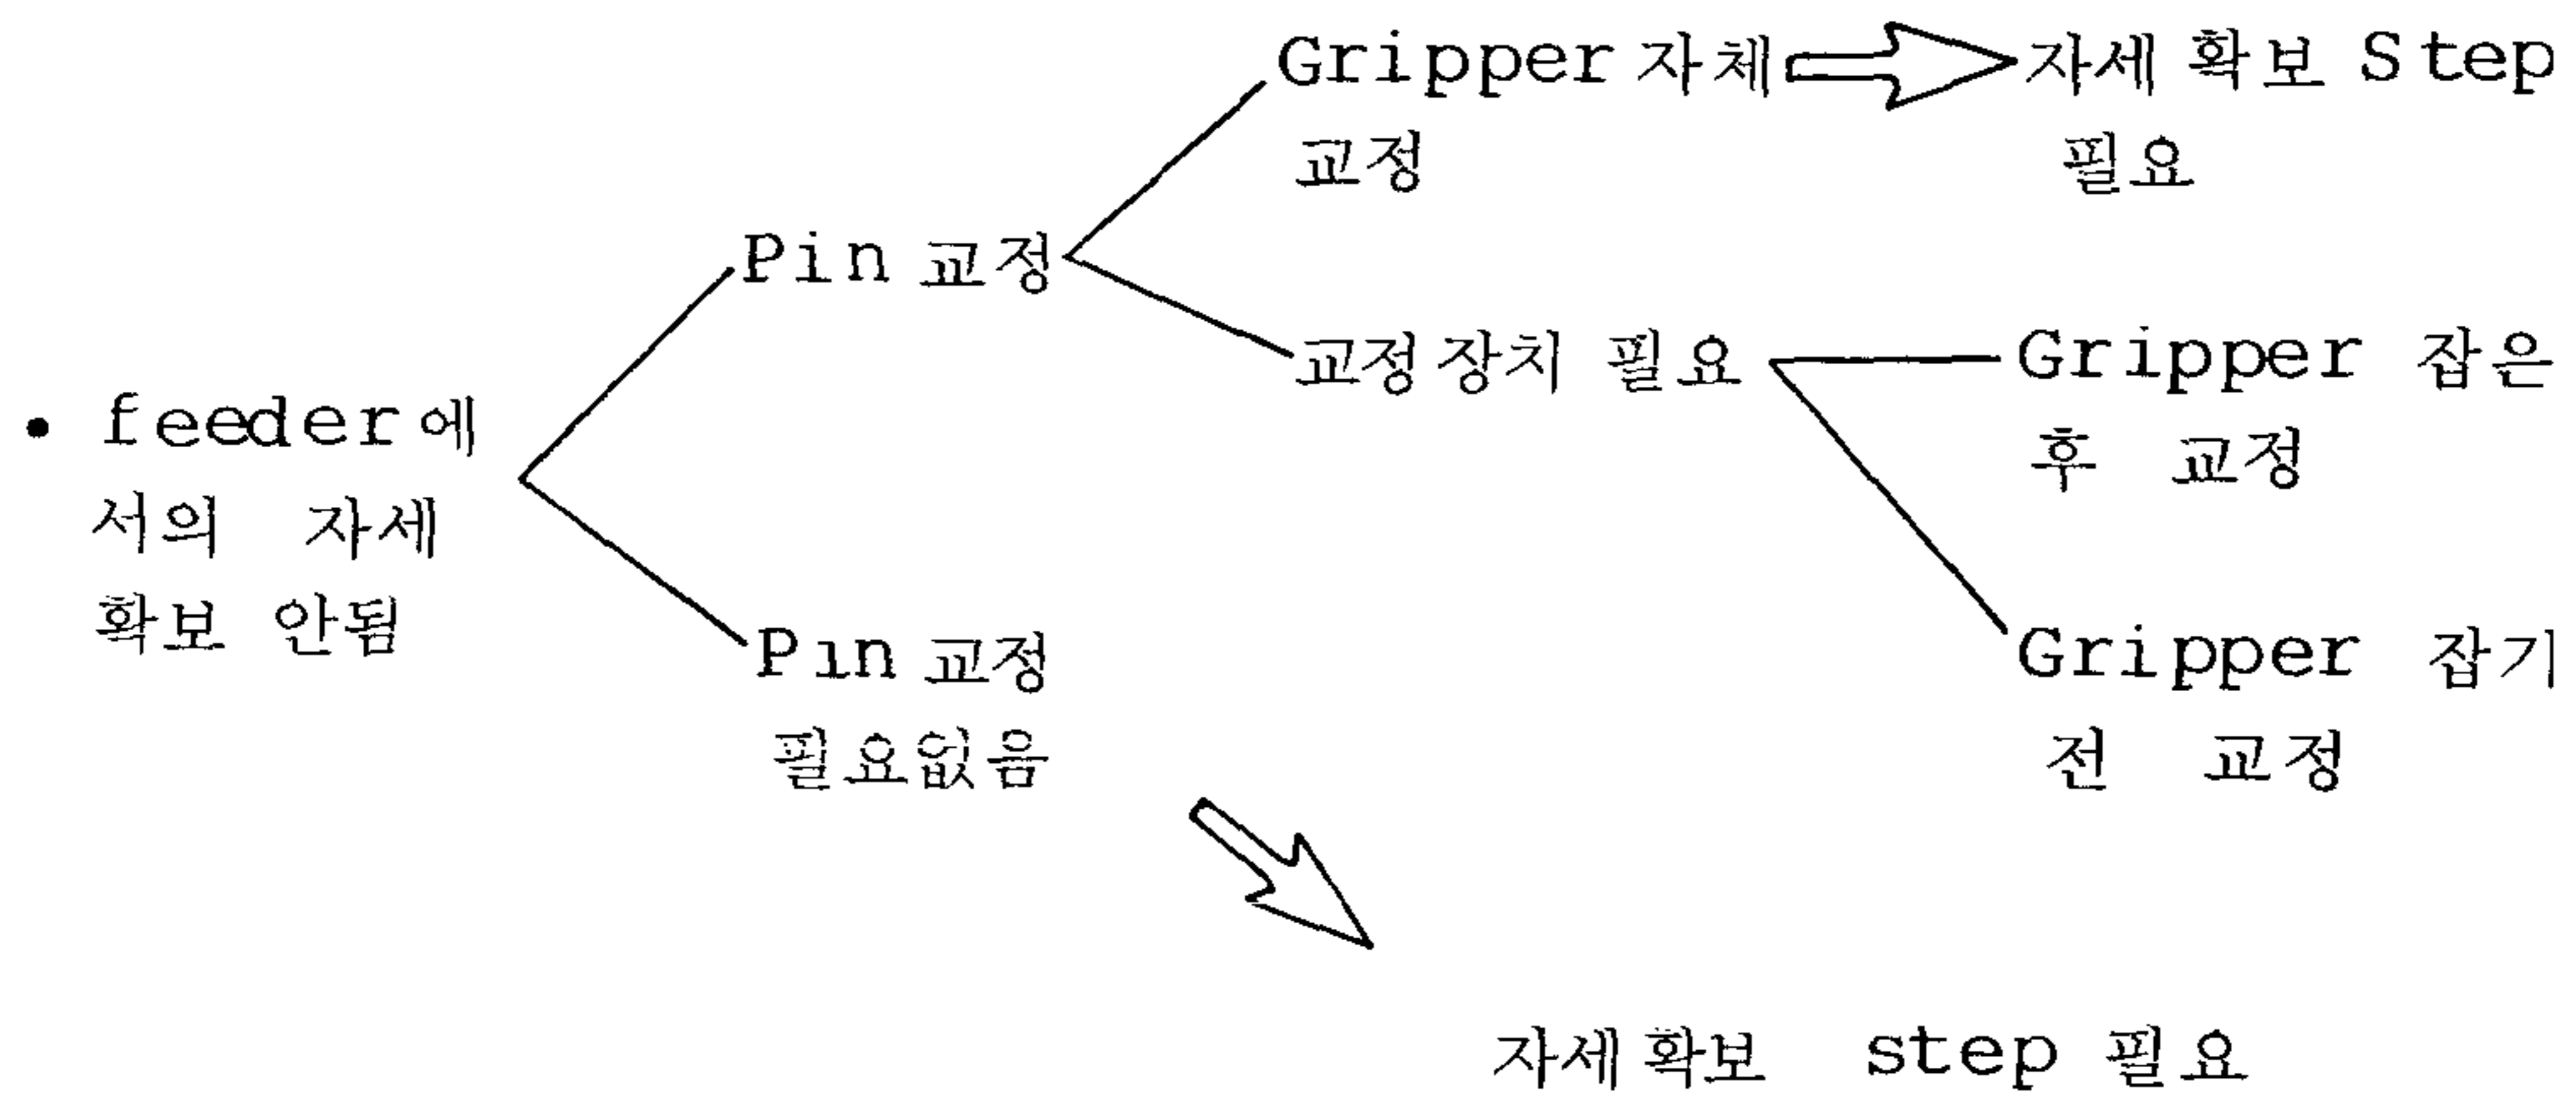 Gripper 자체
교정
자세 확보 Step
필요
Pin 교정
교정 장치 필요
Gripper 잡은
후 교정
• feeder에
서의 자세
확보 안됨
Pin 교정
필요없음
Gripper 잡기
전 교정
자세 확보 step 필요